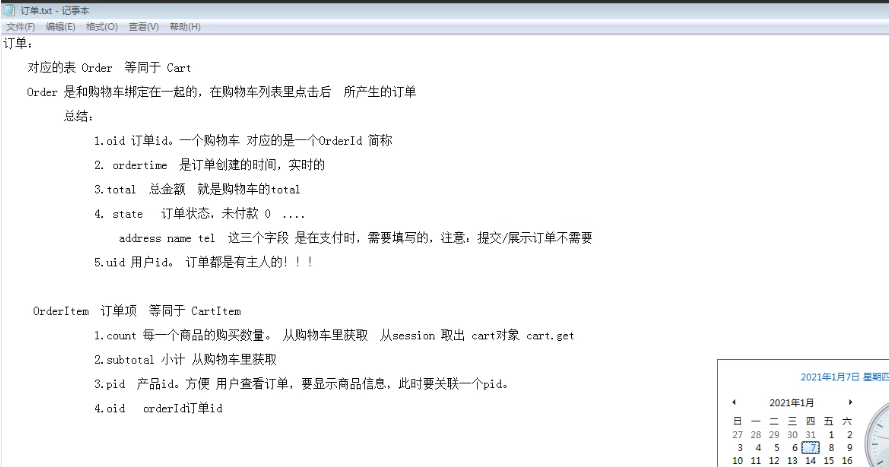 订单.txt - 记事本
文件(F) 编辑(E) 格式(O) 查看(V) 帮助(H)
订单：
对应的表 Order 等同于 Cart
Order 是和购物车绑定在一起的，在购物车列表里点击后 所产生的订单
总结：
1.oid 订单id。一个购物车 对应的是一个OrderId 简称
2. ordertime 是订单创建的时间，实时的
3.total 总金额 就是购物车的total
4. state 订单状态，未付款 0 ....
address name tel 这三个字段 是在支付时，需要填写的，注意：提交/展示订单不需要
5.uid 用户id。 订单都是有主人的！！！
OrderItem 订单项 等同于 CartItem
1.count 每一个商品的购买数量。 从购物车里获取 从session 取出 cart对象 cart.get
2.subtotal 小计 从购物车里获取
3.pid 产品id。方便 用户查看订单，要显示商品信息，此时要关联一个pid。
4.oid orderId订单id
2021年1月7日 星期四
2021年1月
日 一 二 三 四 五 六
27 28 29 30 31 1 2
3 4 5 6 7 8 9
10 11 12 13 14 15 16